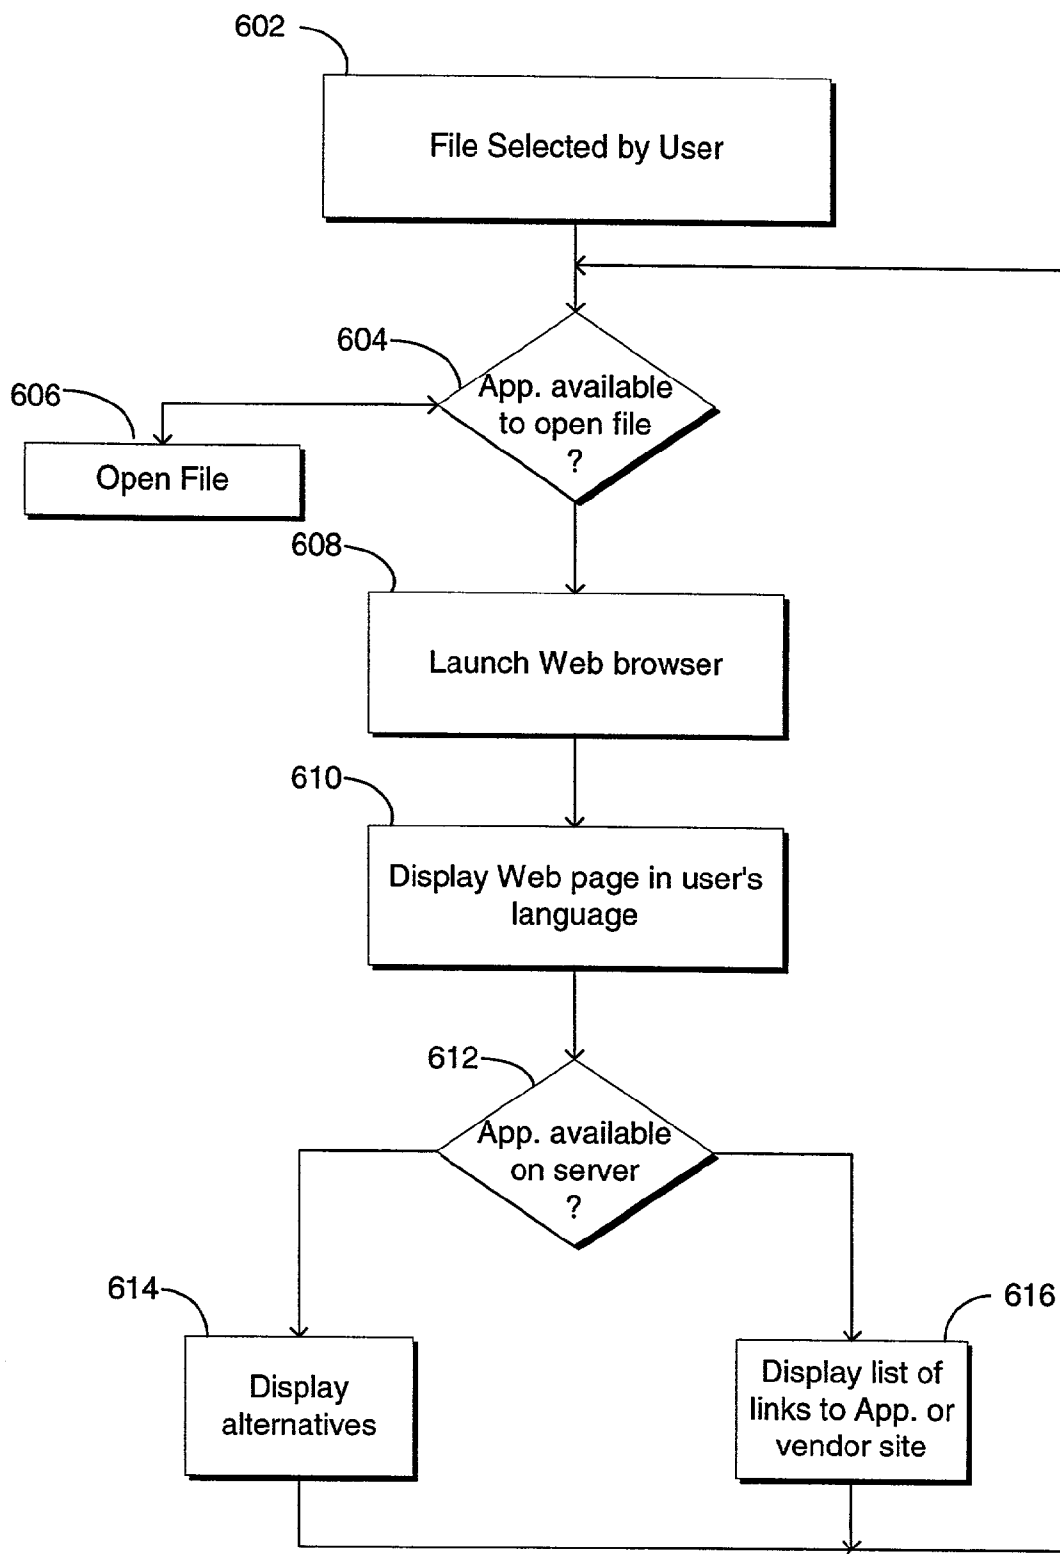 602
File Selected by User
604
App. available
to open file
?
606
Open File
608
Launch Web browser
610
Display Web page in user's
language
612
App. available
on server
?
614
Display
alternatives
616
Display list of
links to App. or
vendor site